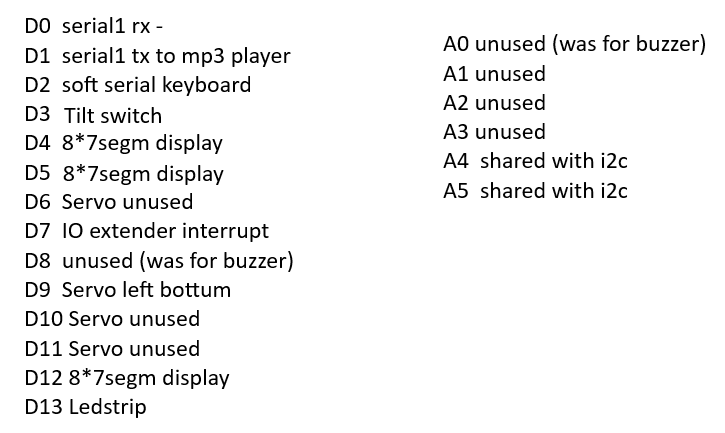 D0 serial1 rx -
D1 serial1 tx to mp3 player
D2 soft serial keyboard
D3 Tilt switch
D4 8*7segm display
D5 8*7segm display
D6 Servo unused
D7 IO extender interrupt
D8 unused (was for buzzer)
D9 Servo left bottum
D10 Servo unused
D11 Servo unused
D12 8*7segm display
D13 Ledstrip
A0 unused (was for buzzer)
A1 unused
A2 unused
A3 unused
A4 shared with i2c
A5 shared with i2c